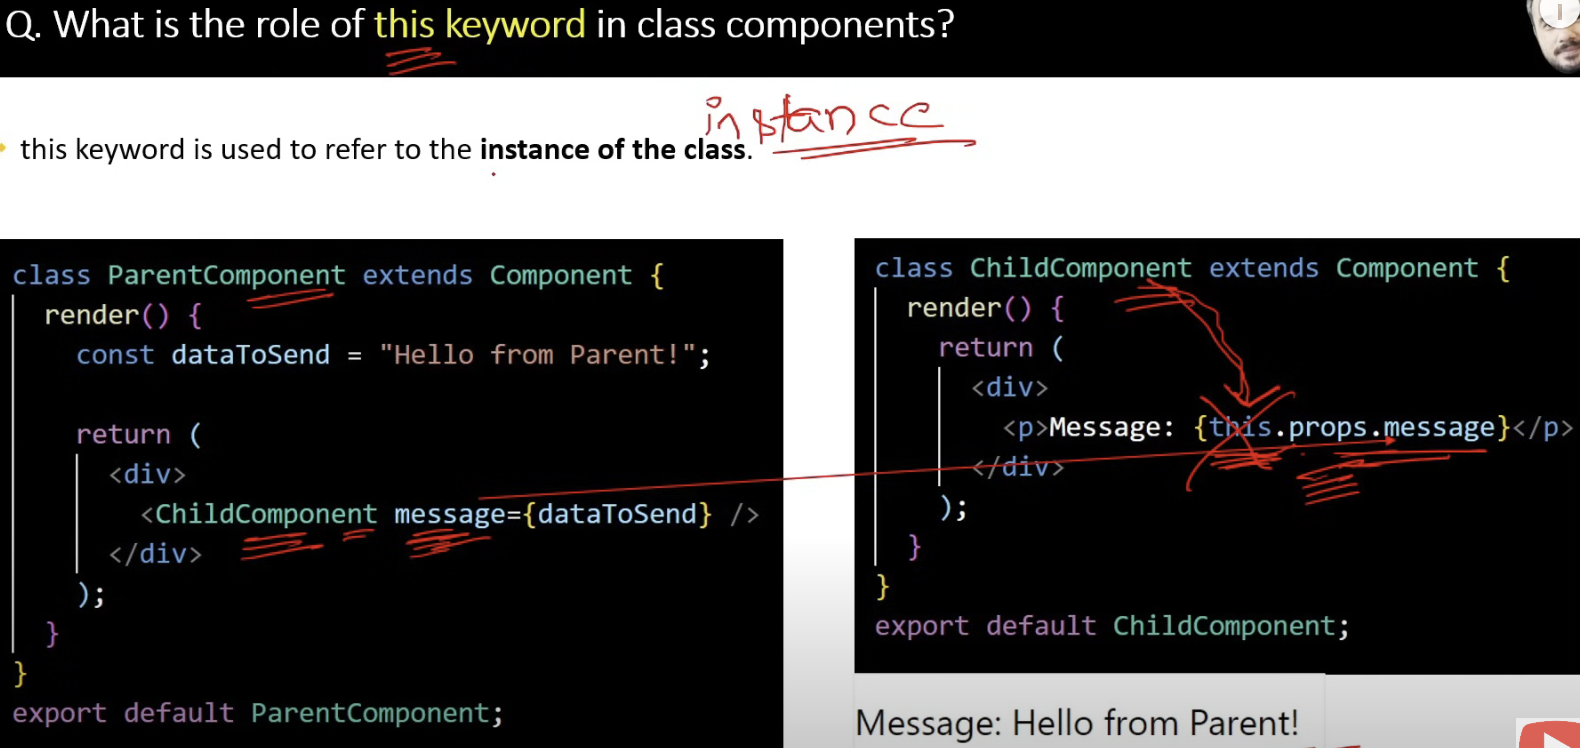 Q. What is the role of this keyword in class components?
instance
this keyword is used to refer to the instance of the class.
class ParentComponent extends Component {
render() {
const dataToSend = "Hello from Parent!";
return (
<div>
<ChildComponent message={dataToSend} />
</div>
);
}
}
export default ParentComponent;
class ChildComponent extends Component {
render() {
return (
<div>
<p>Message: {this.props.message}</p>
</div>
);
}
}
export default ChildComponent;
Message: Hello from Parent!